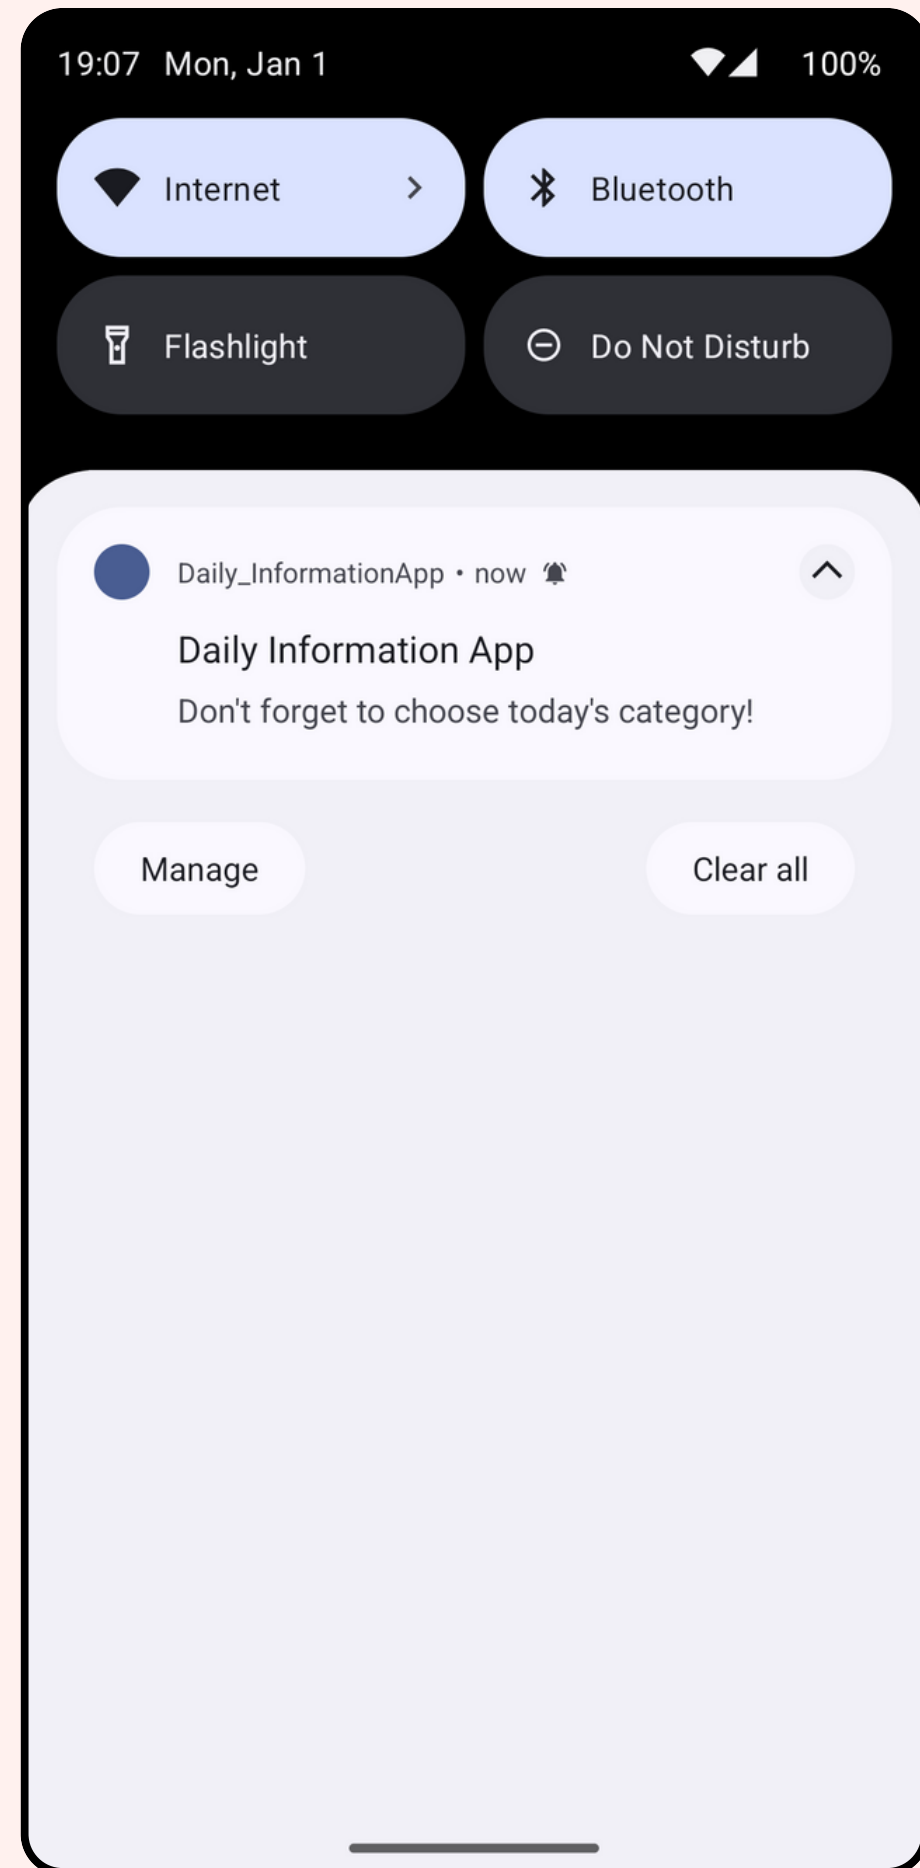 19:07 Mon, Jan 1 100%
Internet Bluetooth
Flashlight Do Not Disturb
Daily_InformationApp • now
Daily Information App
Don't forget to choose today's category!
Manage Clear all